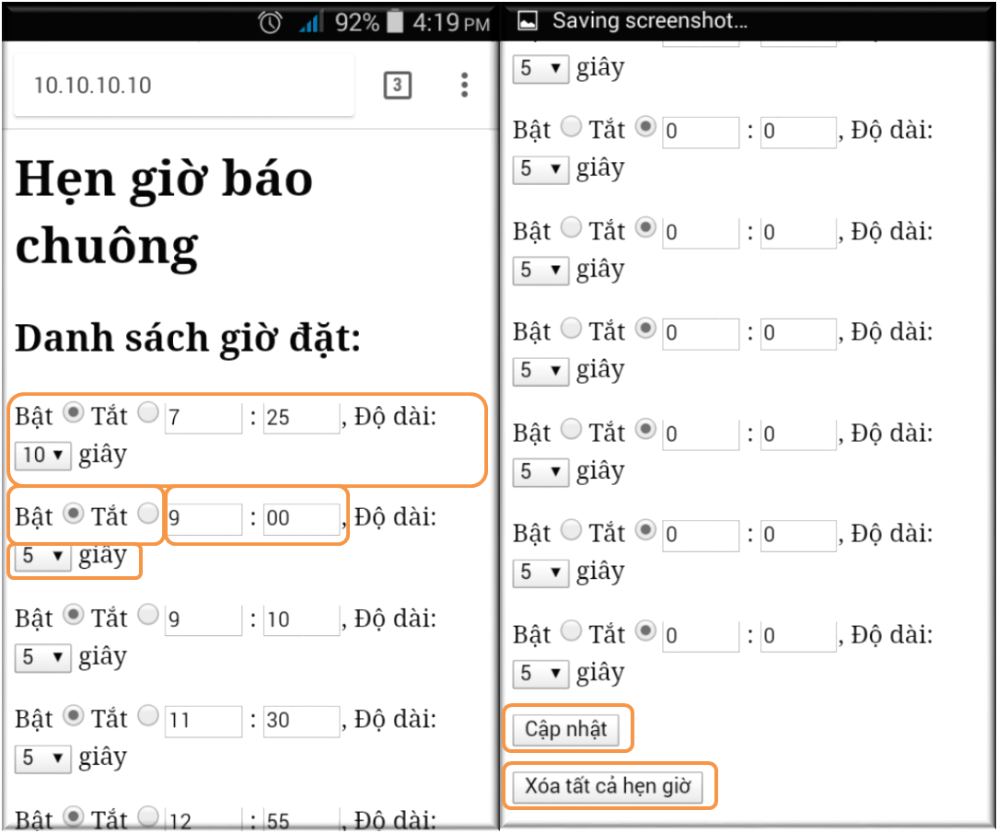 92% 4:19 PM
10.10.10.10
3
Hẹn giờ báo
chuông
Danh sách giờ đặt:
Bật Tắt 7 : 25 , Độ dài:
10 giây
Bật Tắt 9 : 00 , Độ dài:
5 giây
Bật Tắt 9 : 10 , Độ dài:
5 giây
Bật Tắt 11 : 30 , Độ dài:
5 giây
Bật Tắt 12 : 55 , Độ dài:
Saving screenshot...
5 giây
Bật Tắt 0 : 0 , Độ dài:
5 giây
Bật Tắt 0 : 0 , Độ dài:
5 giây
Bật Tắt 0 : 0 , Độ dài:
5 giây
Bật Tắt 0 : 0 , Độ dài:
5 giây
Bật Tắt 0 : 0 , Độ dài:
5 giây
Bật Tắt 0 : 0 , Độ dài:
5 giây
Cập nhật
Xóa tất cả hẹn giờ